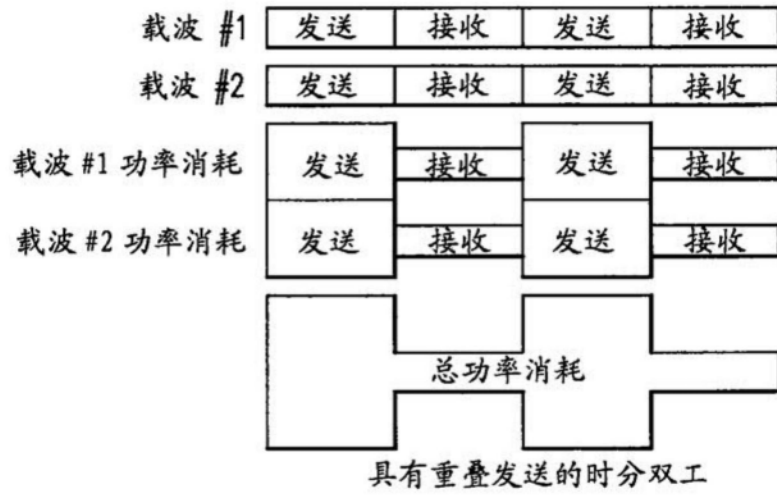 载波 #1 发送 接收 发送 接收
载波 #2 发送 接收 发送 接收
载波 #1 功率消耗 发送 接收 发送 接收
载波 #2 功率消耗 发送 接收 发送 接收
总功率消耗
具有重叠发送的时分双工